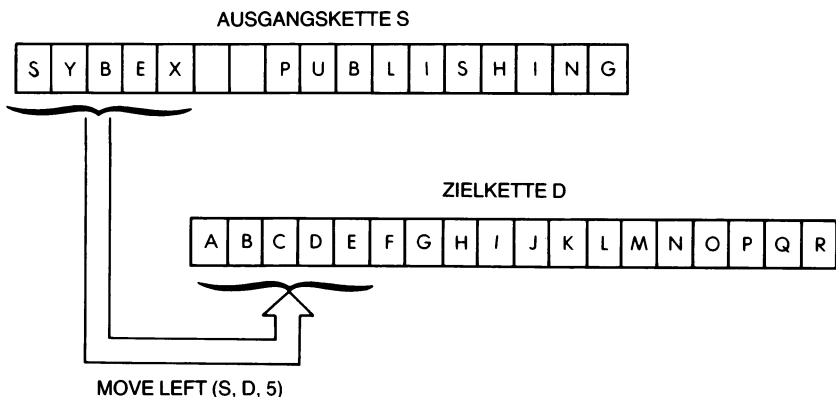 AUSGANGSKETTE S
S Y B E X P U B L I S H I N G
ZIELKETTE D
A B C D E F G H I J K L M N O P Q R
MOVE LEFT (S, D, 5)